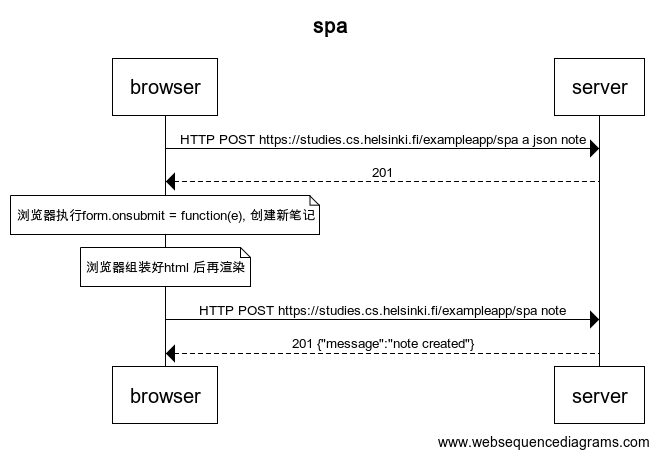 spa
browser
server
HTTP POST https://studies.cs.helsinki.fi/exampleapp/spa a json note
201
浏览器执行form.onsubmit = function(e), 创建新笔记
浏览器组装好html 后再渲染
HTTP POST https://studies.cs.helsinki.fi/exampleapp/spa note
201 {"message":"note created"}
browser
server
www.websequencediagrams.com